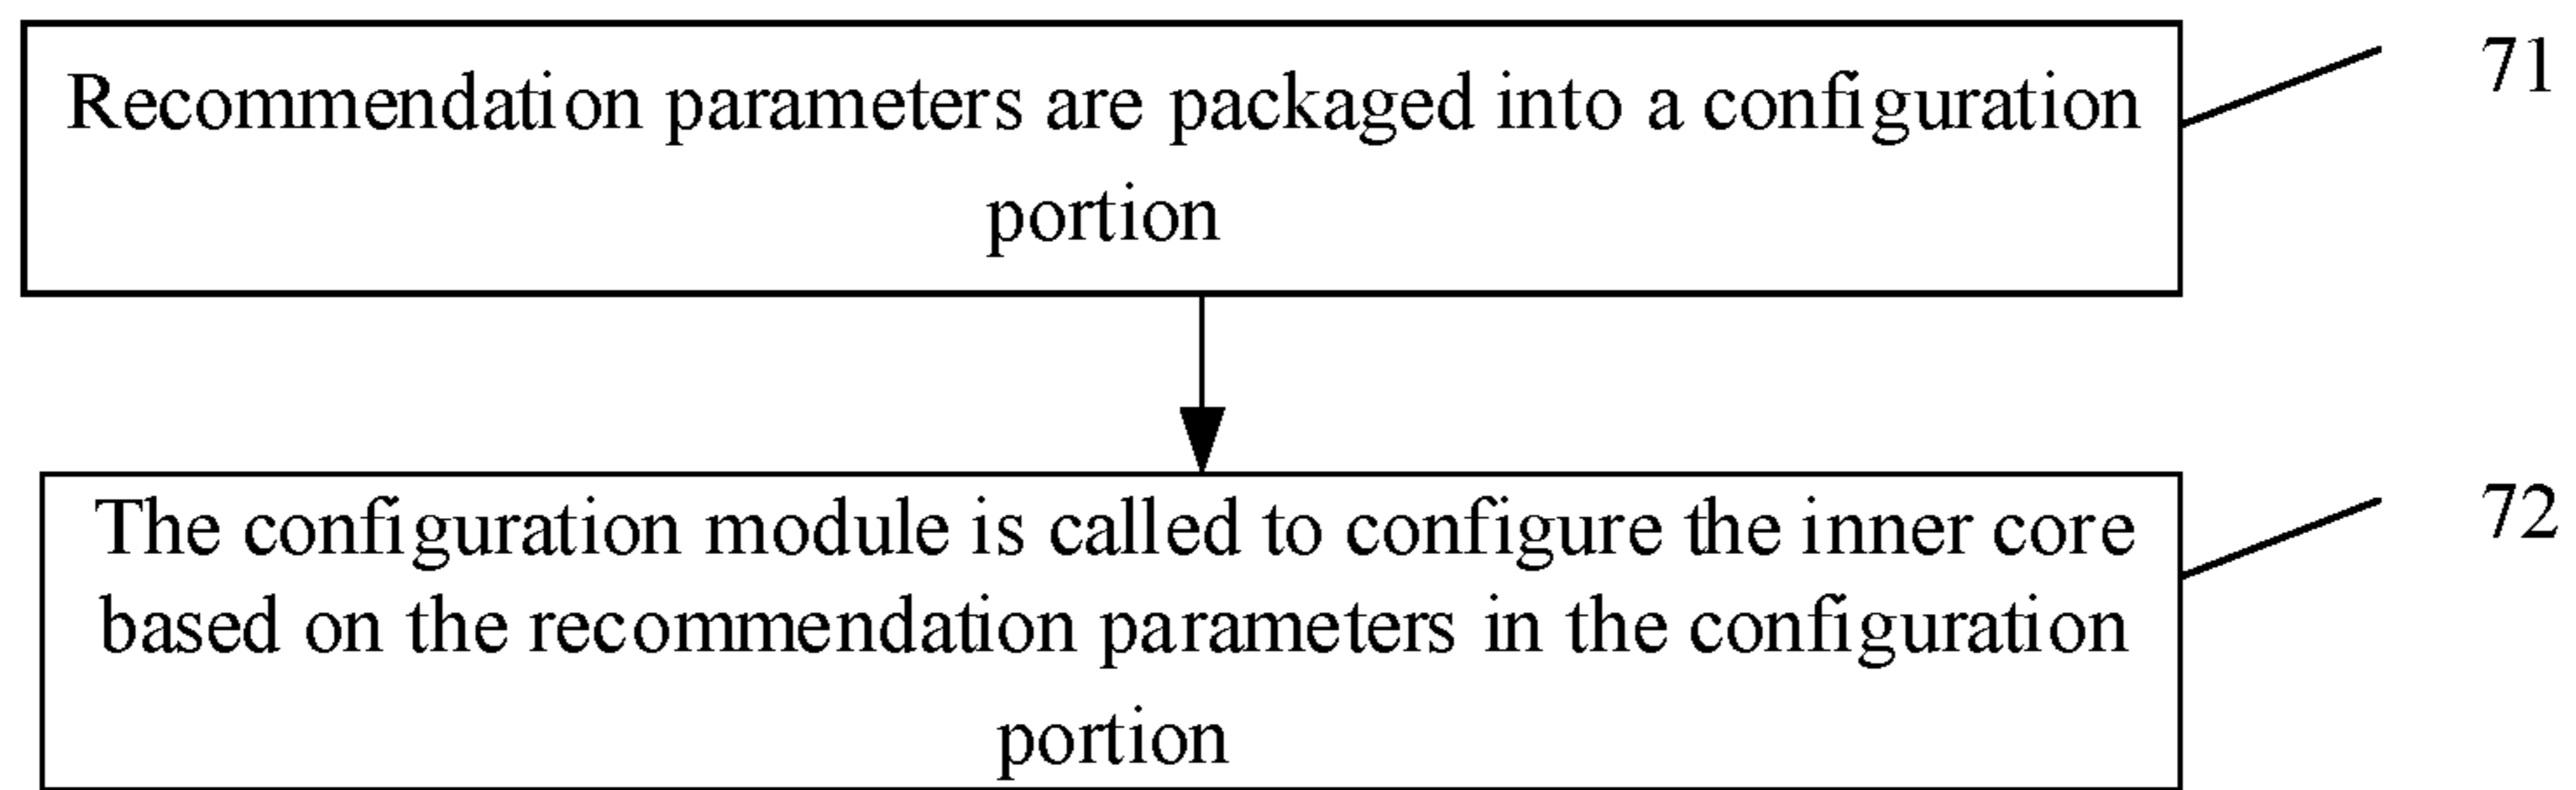 Recommendation parameters are packaged into a configuration
portion
71
The configuration module is called to configure the inner core
based on the recommendation parameters in the configuration
portion
72